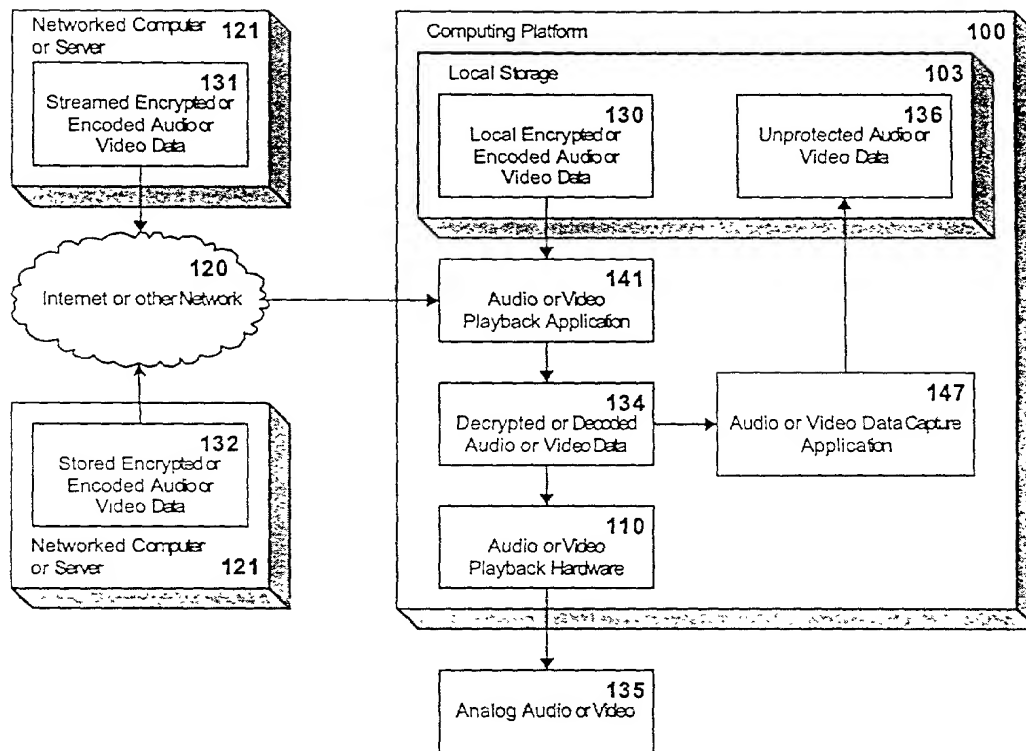 Networked Computer 121
or Server
131
Streamed Encrypted or
Encoded Audio or
Video Data
120
Internet or other Network
132
Stored Encrypted or
Encoded Audio or
Video Data
Networked Computer
or Server 121
Computing Platform 100
Local Storage 103
130
Local Encrypted or
Encoded Audio or
Video Data
136
Unprotected Audio or
Video Data
141
Audio or Video
Playback Application
134
Decrypted or Decoded
Audio or Video Data
147
Audio or Video Data Capture
Application
110
Audio or Video
Playback Hardware
135
Analog Audio or Video